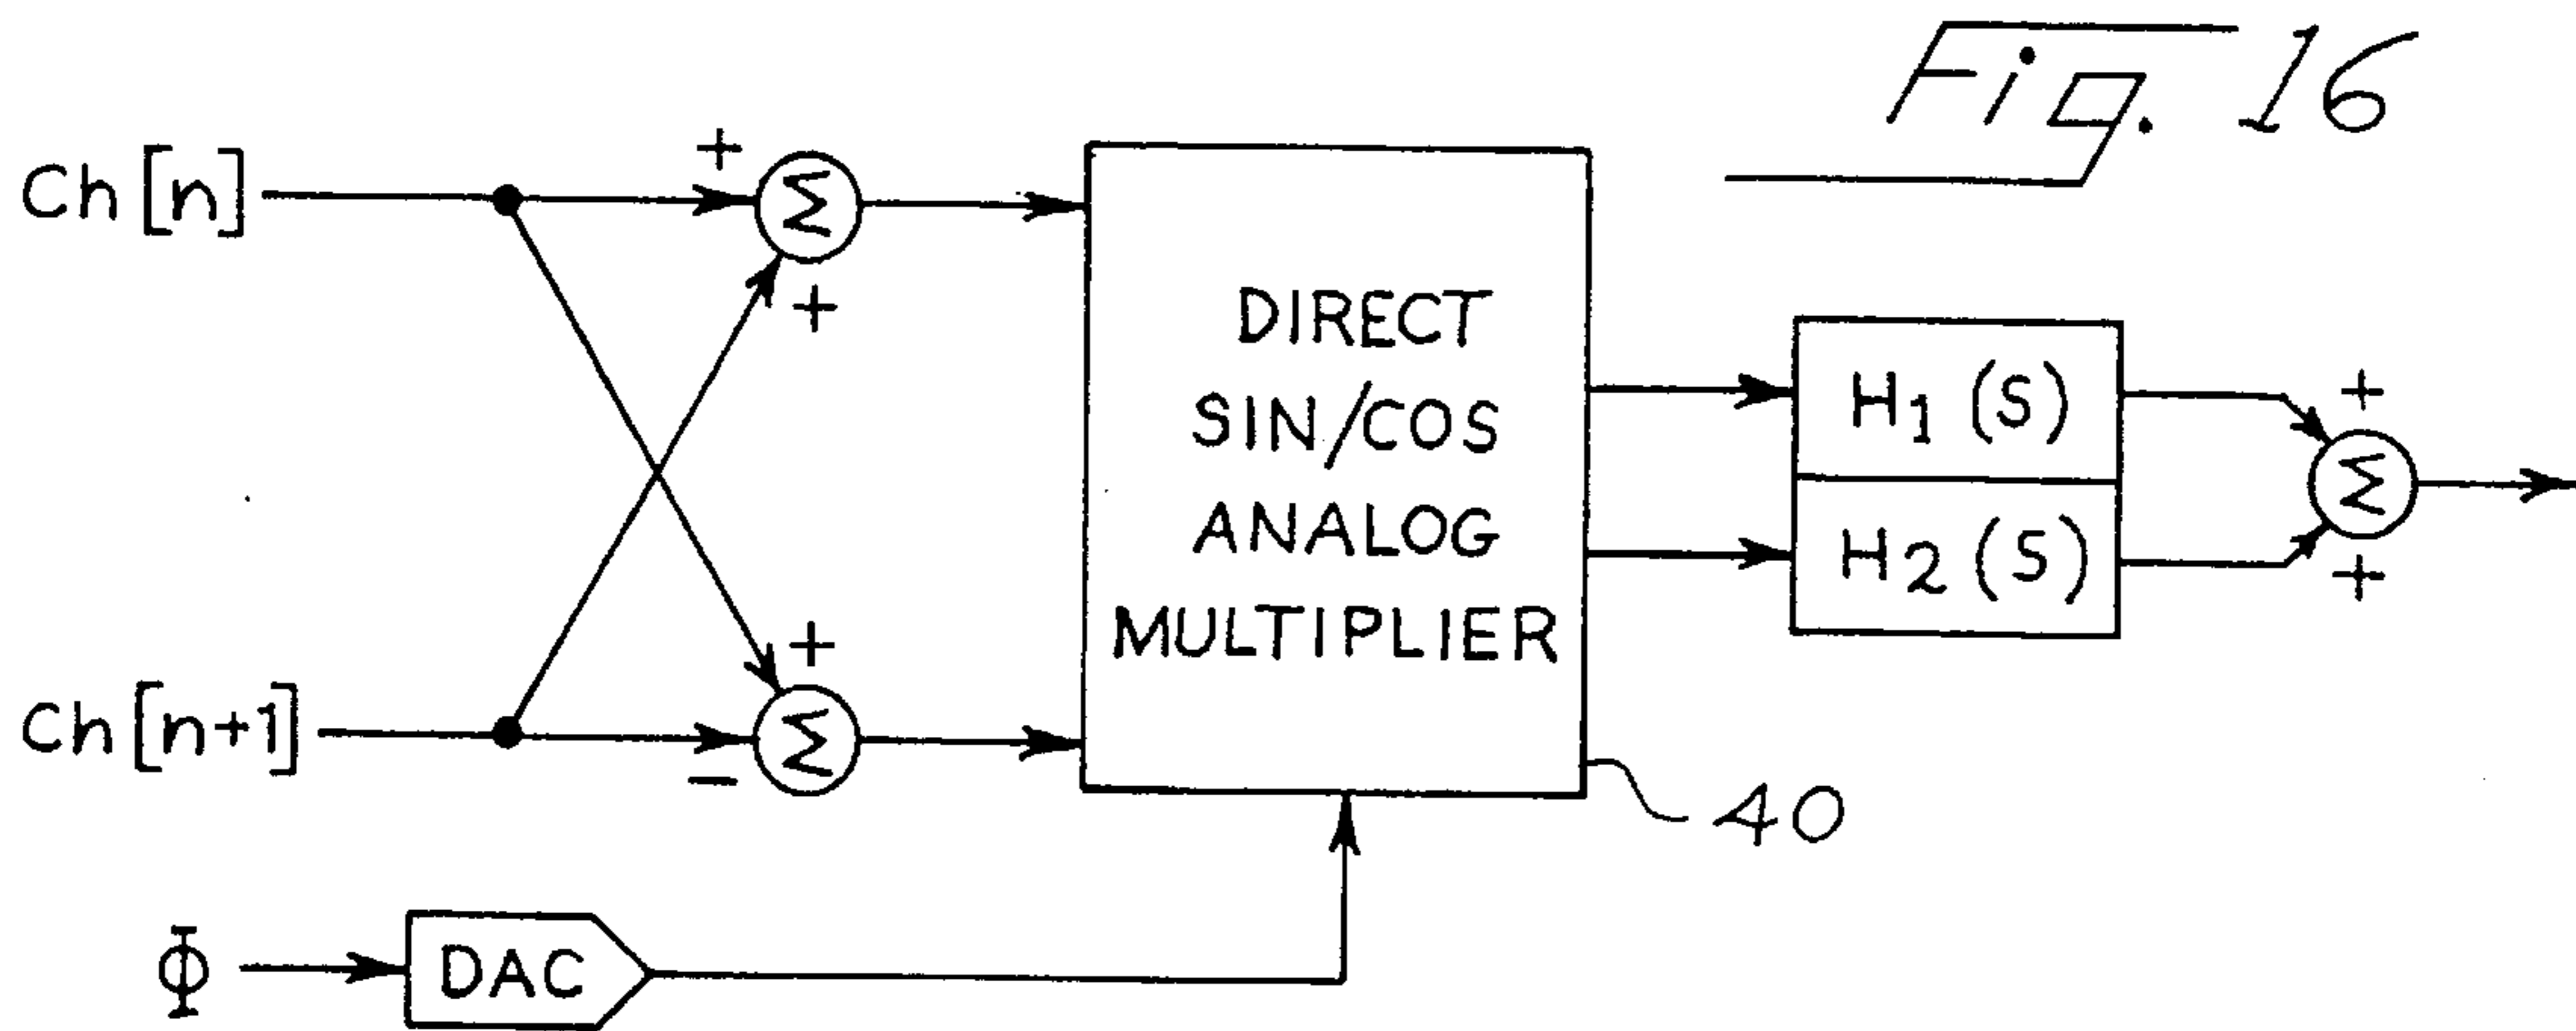 Fig. 16
Ch [n]
+
Σ
+
DIRECT
SIN/COS
ANALOG
MULTIPLIER
H1 (S)
H2 (S)
+
Σ
+
Ch [n+1]
+
Σ
−
40
Φ
DAC